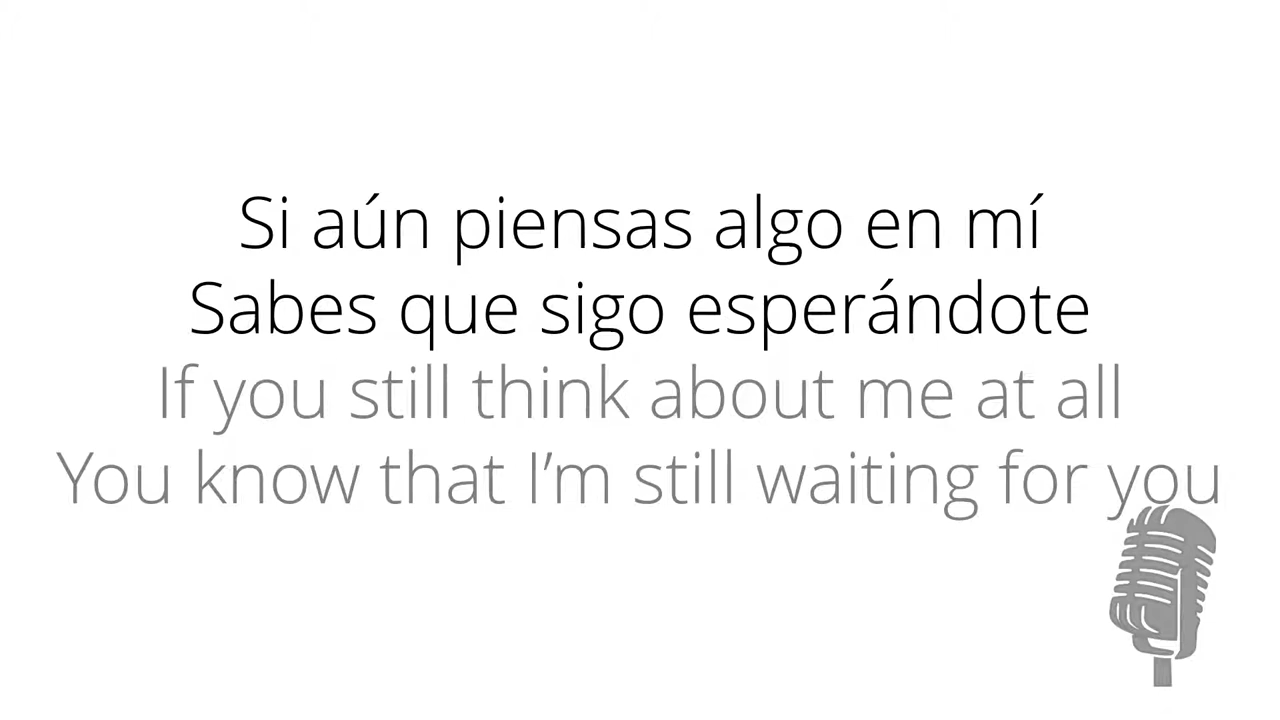 Si aún piensas algo en mí
Sabes que sigo esperándote
If you still think about me at all
You know that I’m still waiting for you